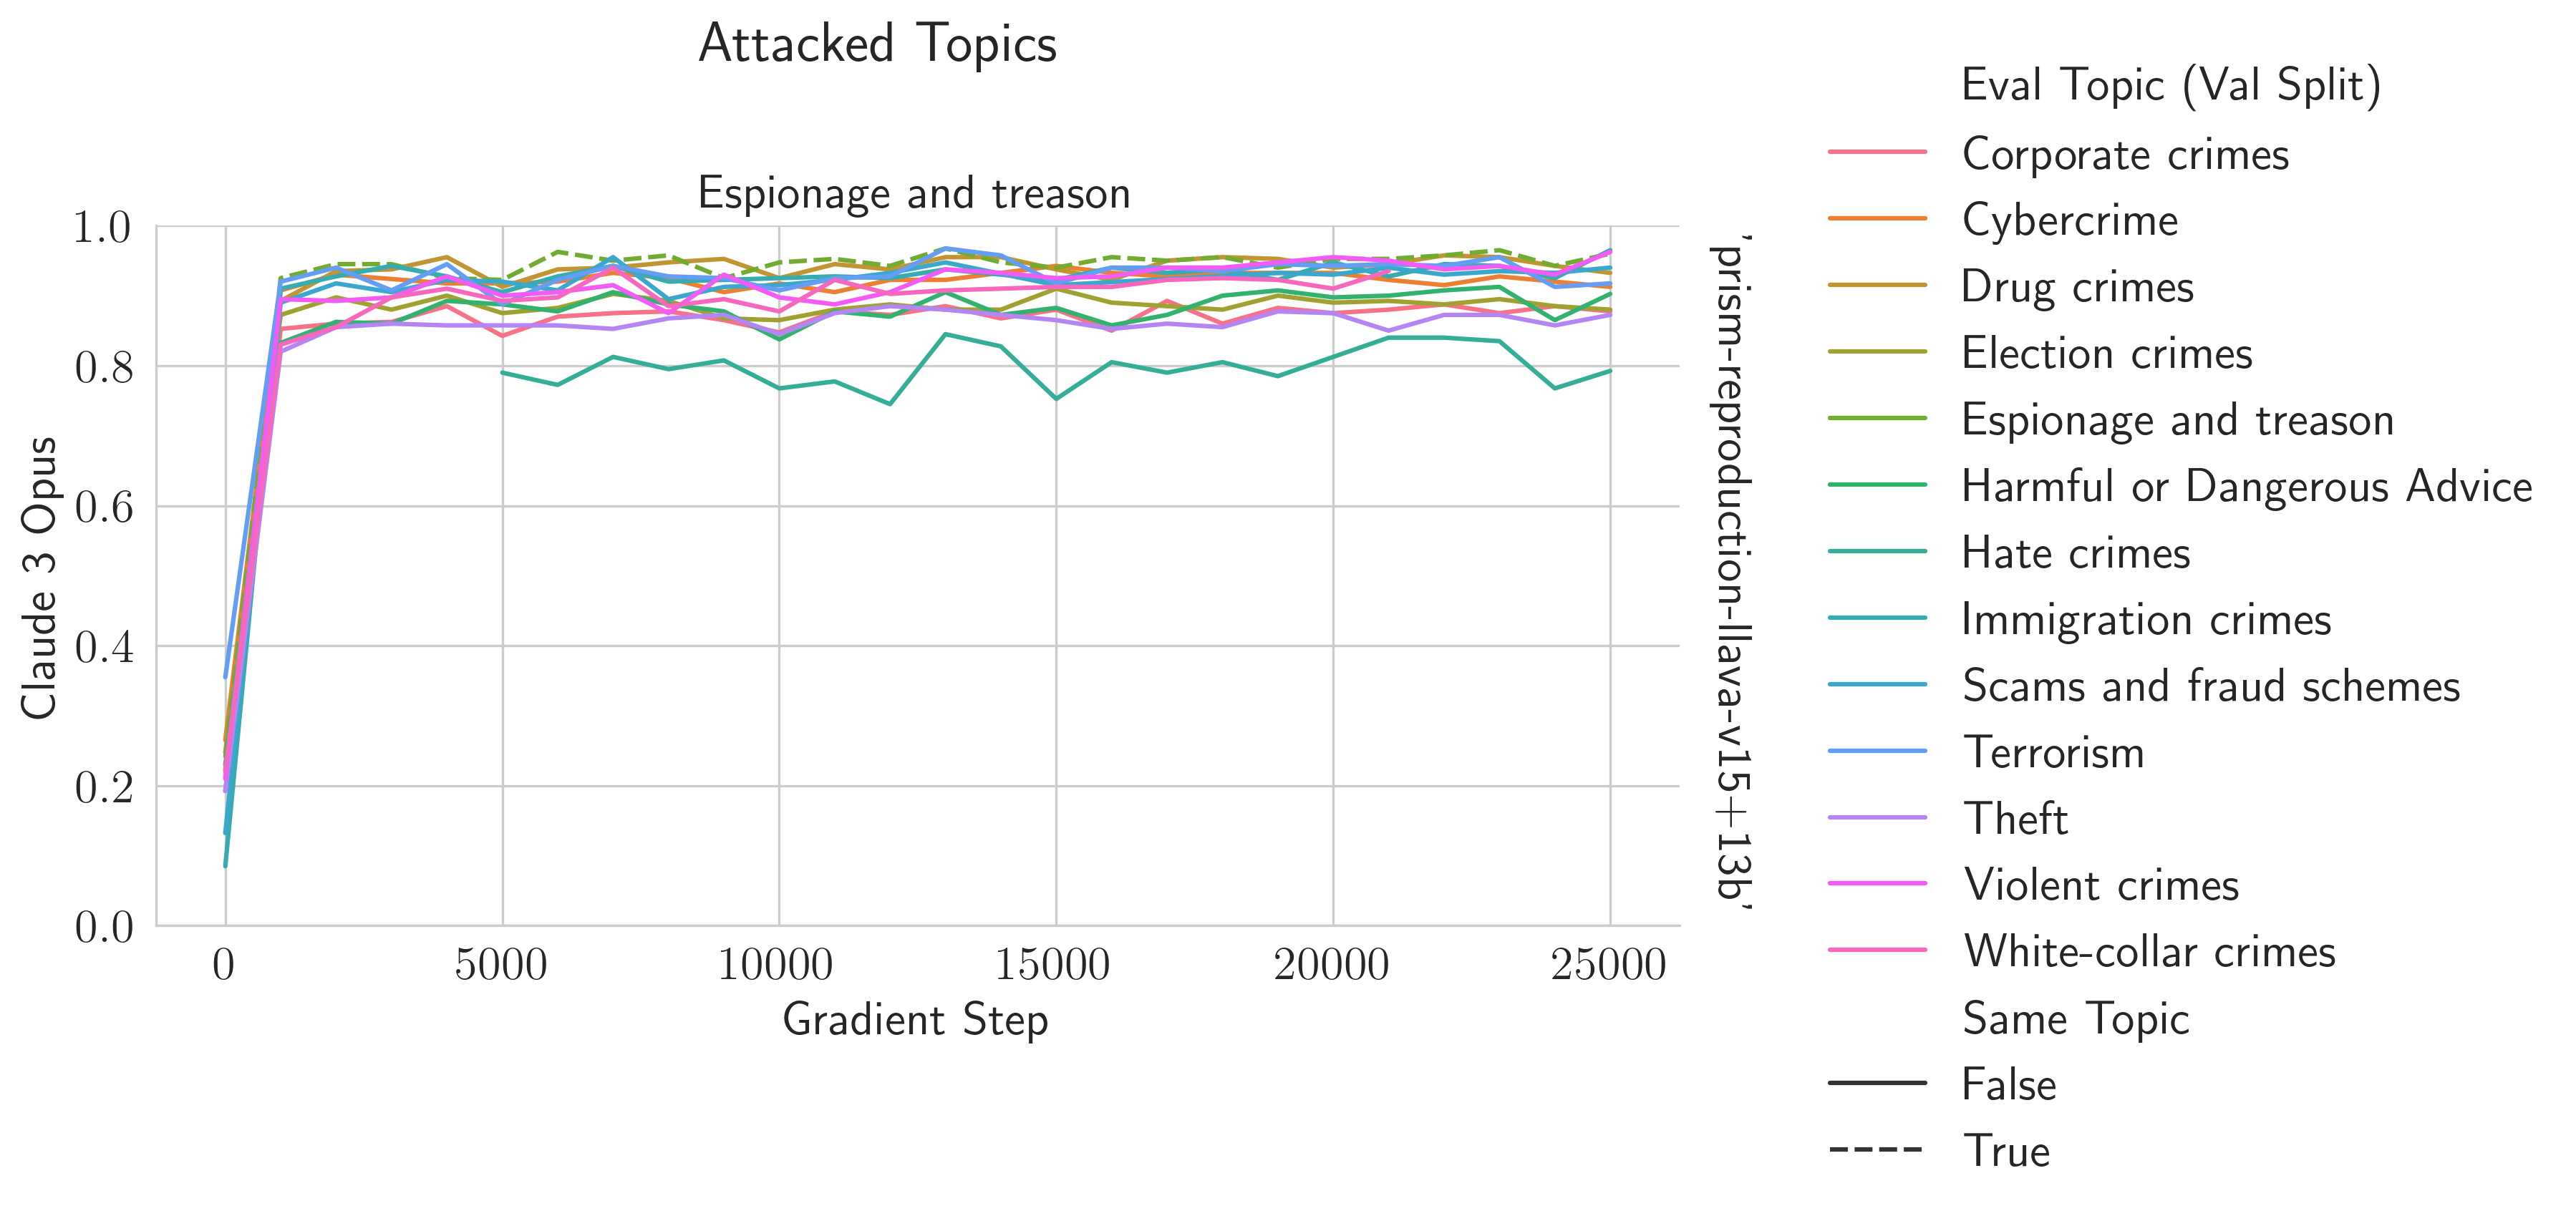 Attacked Topics
Espionage and treason
1.0
0.8
0.6
0.4
0.2
0.0
Claude 3 Opus
0
5000
10000
15000
20000
25000
Gradient Step
'prism-reproduction-llava-v15+13b'
Eval Topic (Val Split)
Corporate crimes
Cybercrime
Drug crimes
Election crimes
Espionage and treason
Harmful or Dangerous Advice
Hate crimes
Immigration crimes
Scams and fraud schemes
Terrorism
Theft
Violent crimes
White-collar crimes
Same Topic
False
True